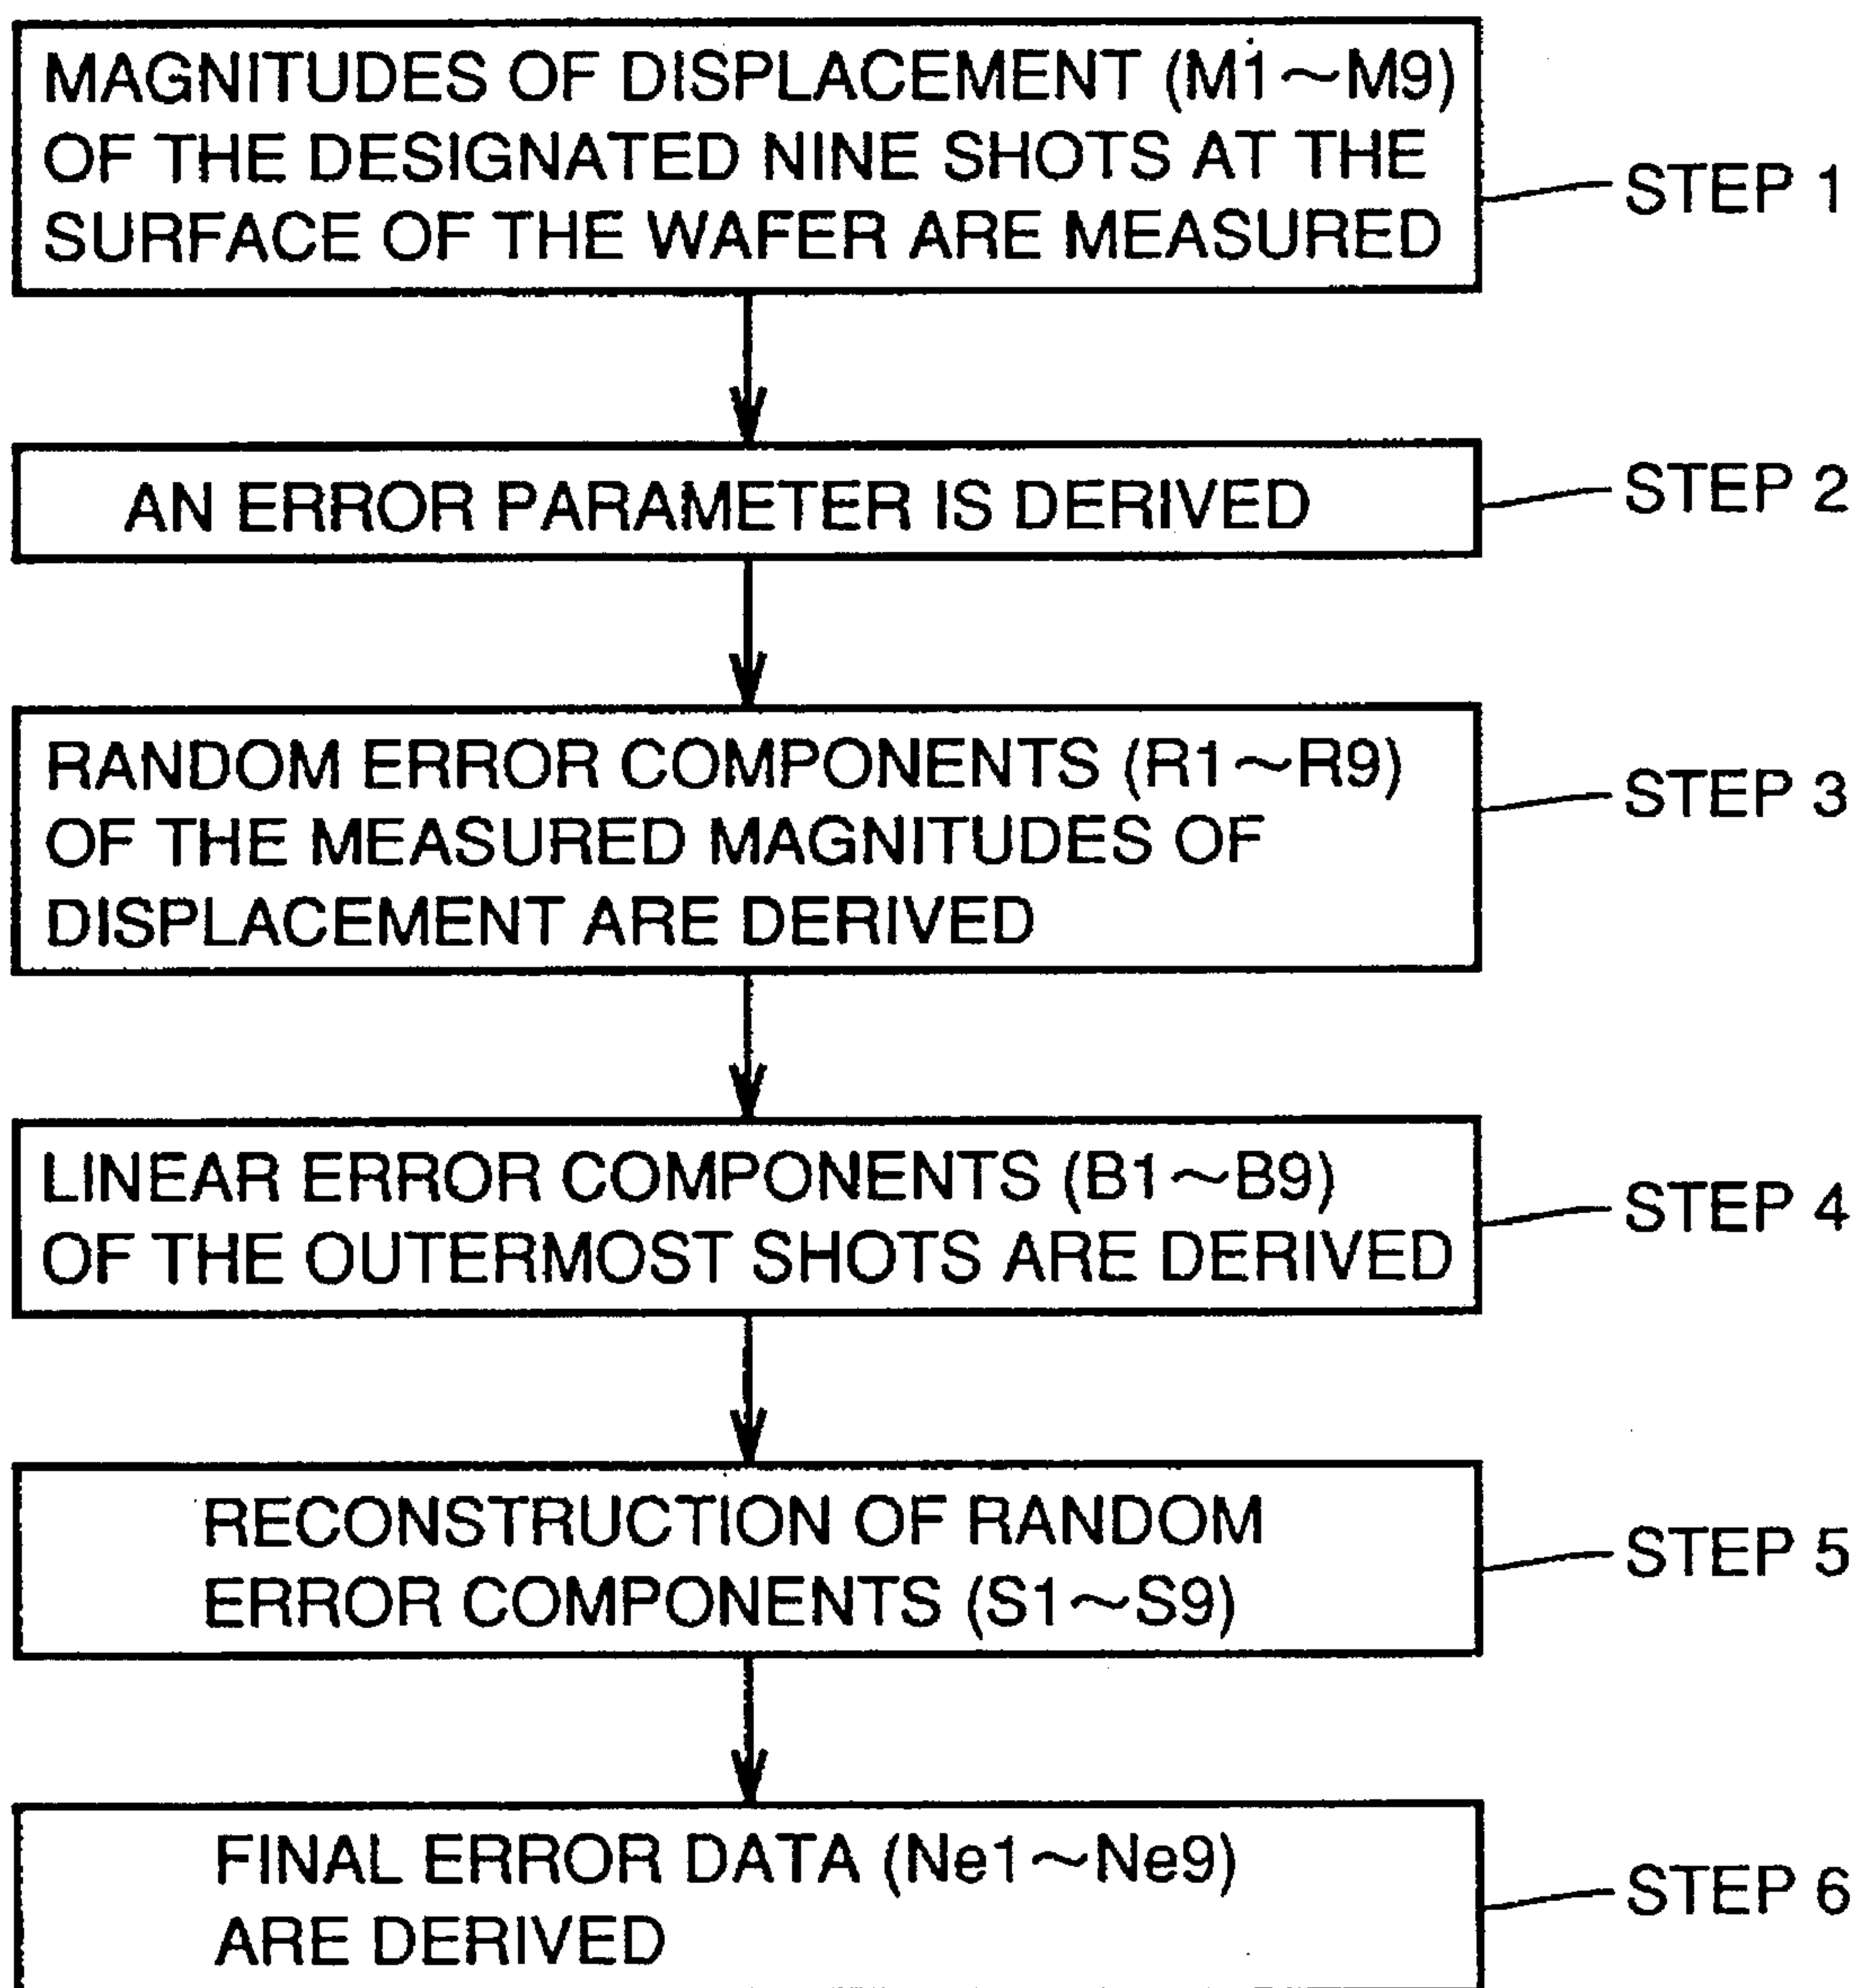 MAGNITUDES OF DISPLACEMENT (M1~M9)
OF THE DESIGNATED NINE SHOTS AT THE
SURFACE OF THE WAFER ARE MEASURED
STEP 1
AN ERROR PARAMETER IS DERIVED
STEP 2
RANDOM ERROR COMPONENTS (R1~R9)
OF THE MEASURED MAGNITUDES OF
DISPLACEMENT ARE DERIVED
STEP 3
LINEAR ERROR COMPONENTS (B1~B9)
OF THE OUTERMOST SHOTS ARE DERIVED
STEP 4
RECONSTRUCTION OF RANDOM
ERROR COMPONENTS (S1~S9)
STEP 5
FINAL ERROR DATA (Ne1~Ne9)
ARE DERIVED
STEP 6